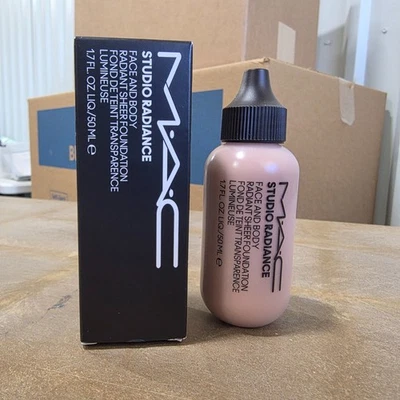 M·A·C
STUDIO RADIANCE
FACE AND BODY
RADIANT SHEER FOUNDATION
FOND DE TEINT TRANSPARENCE
LUMINEUSE
1.7 FL. OZ LIQ./50 ML ℮
M·A·C
STUDIO RADIANCE
FACE AND BODY
RADIANT SHEER FOUNDATION
FOND DE TEINT TRANSPARENCE
LUMINEUSE
1.7 FL. OZ LIQ./50 ML ℮